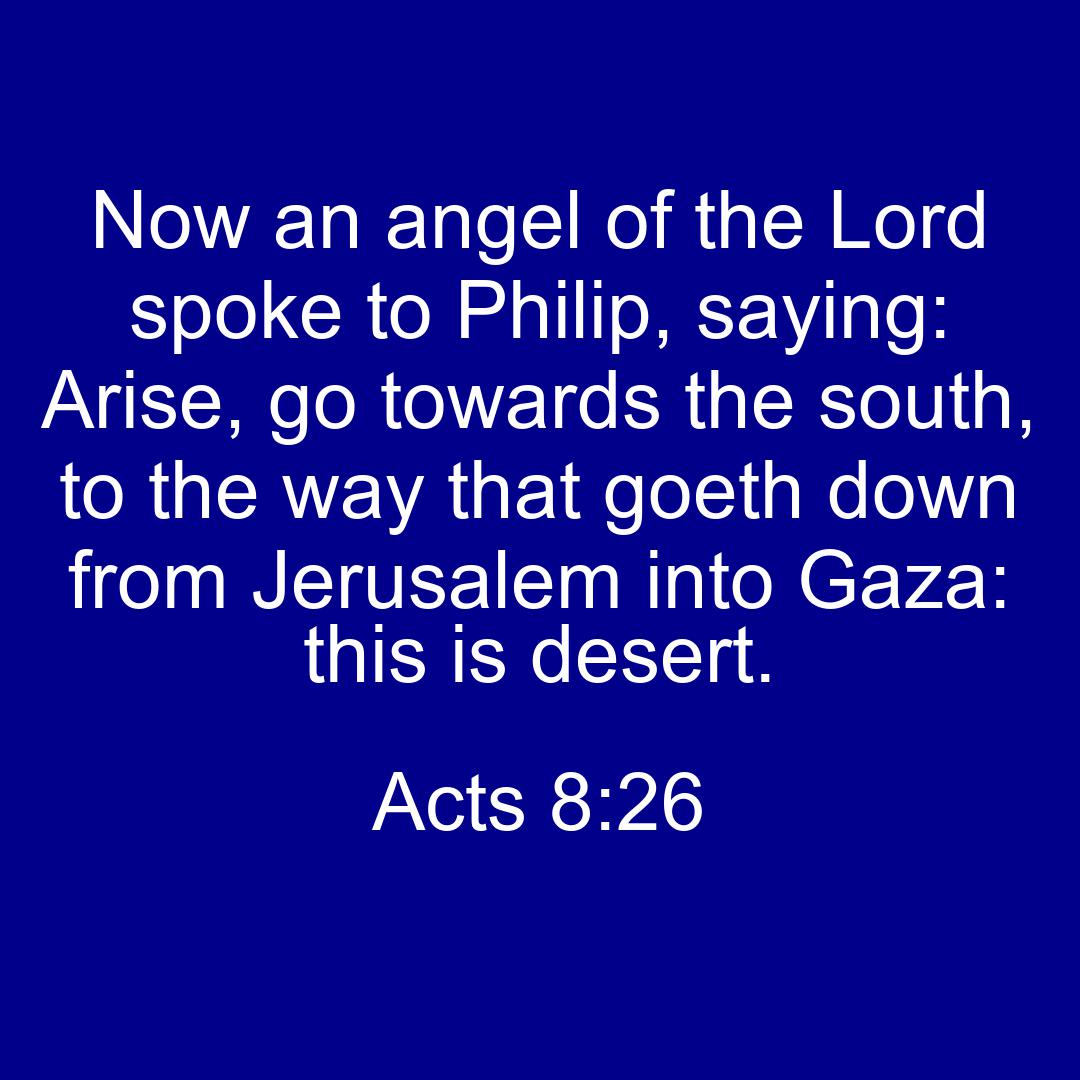 Now an angel of the Lord
spoke to Philip, saying:
Arise, go towards the south,
to the way that goeth down
from Jerusalem into Gaza:
this is desert.
Acts 8:26